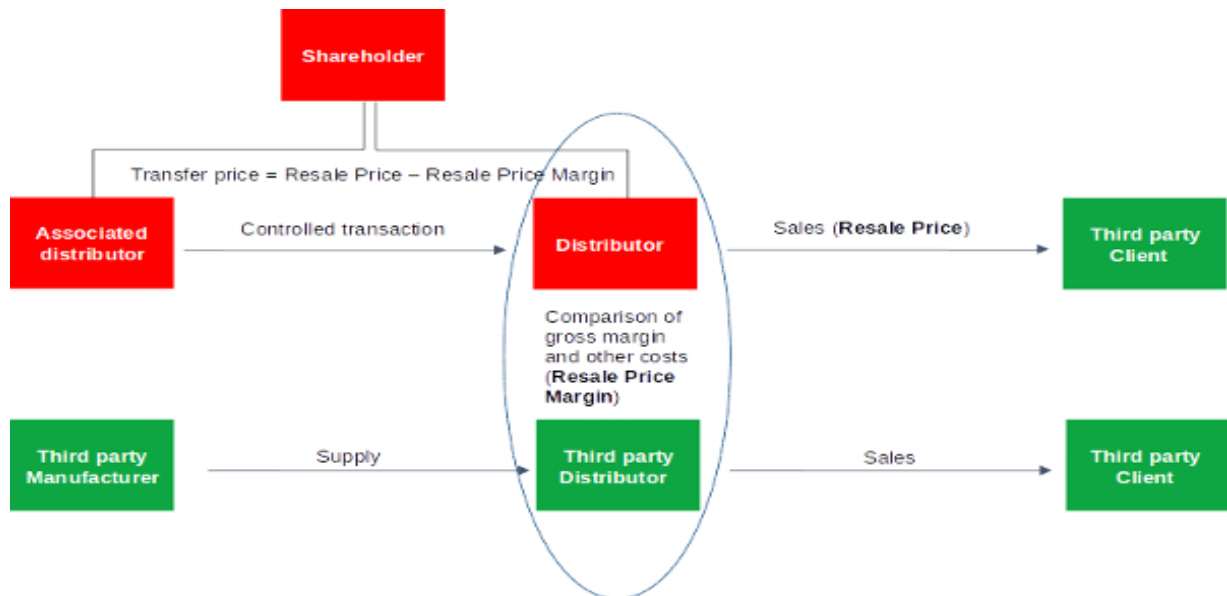 Shareholder
Transfer price = Resale Price – Resale Price Margin
Associated
distributor
Controlled transaction
Distributor
Sales (Resale Price)
Third party
Client
Comparison of
gross margin
and other costs
(Resale Price
Margin)
Third party
Manufacturer
Supply
Third party
Distributor
Sales
Third party
Client